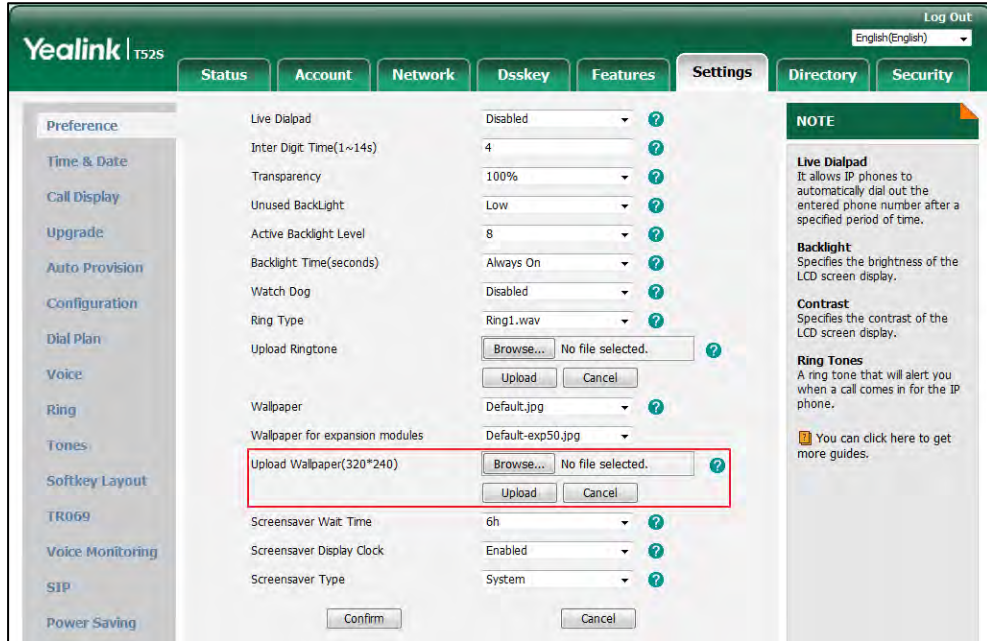 Log Out
English(English)
Yealink T52S
Status Account Network Dsskey Features Settings Directory Security
Preference
Time & Date
Call Display
Upgrade
Auto Provision
Configuration
Dial Plan
Voice
Ring
Tones
Softkey Layout
TR069
Voice Monitoring
SIP
Power Saving
Live Dialpad Disabled ?
Inter Digit Time(1~14s) 4 ?
Transparency 100% ?
Unused BackLight Low ?
Active Backlight Level 8 ?
Backlight Time(seconds) Always On ?
Watch Dog Disabled ?
Ring Type Ring1.wav ?
Upload Ringtone Browse... No file selected. ?
Upload Cancel
Wallpaper Default.jpg ?
Wallpaper for expansion modules Default-exp50.jpg
Upload Wallpaper(320*240) Browse... No file selected. ?
Upload Cancel
Screensaver Wait Time 6h ?
Screensaver Display Clock Enabled ?
Screensaver Type System ?
Confirm Cancel
NOTE
Live Dialpad
It allows IP phones to
automatically dial out the
entered phone number after a
specified period of time.
Backlight
Specifies the brightness of the
LCD screen display.
Contrast
Specifies the contrast of the
LCD screen display.
Ring Tones
A ring tone that will alert you
when a call comes in for the IP
phone.
? You can click here to get
more guides.